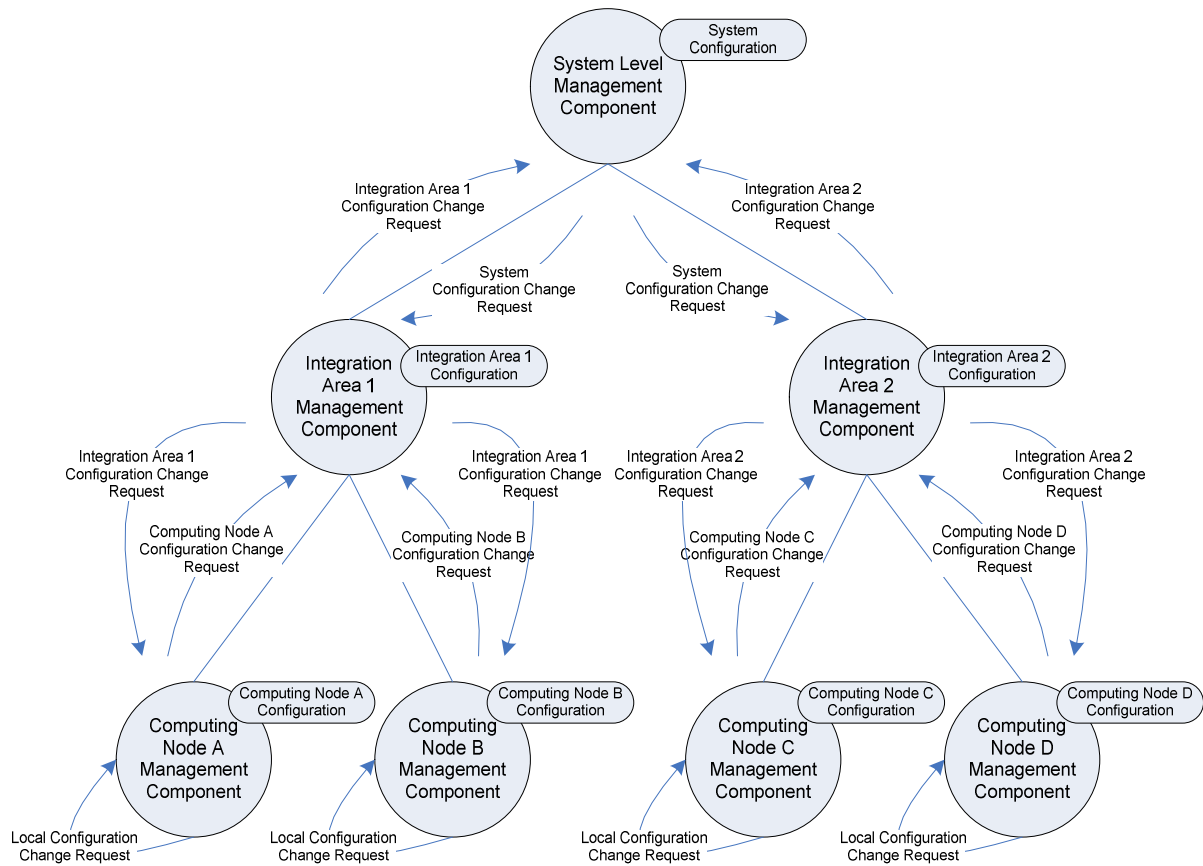 System
Configuration
System Level
Management
Component
Integration Area 1
Configuration Change
Request
Integration Area 2
Configuration Change
Request
System
Configuration Change
Request
System
Configuration Change
Request
Integration
Area 1
Management
Component
Integration Area 1
Configuration
Integration
Area 2
Management
Component
Integration Area 2
Configuration
Integration Area 1
Configuration Change
Request
Integration Area 1
Configuration Change
Request
Integration Area 2
Configuration Change
Request
Integration Area 2
Configuration Change
Request
Computing Node A
Configuration Change
Request
Computing Node B
Configuration Change
Request
Computing Node C
Configuration Change
Request
Computing Node D
Configuration Change
Request
Computing Node A
Configuration
Computing
Node A
Management
Component
Computing Node B
Configuration
Computing
Node B
Management
Component
Computing Node C
Configuration
Computing
Node C
Management
Component
Computing Node D
Configuration
Computing
Node D
Management
Component
Local Configuration
Change Request
Local Configuration
Change Request
Local Configuration
Change Request
Local Configuration
Change Request